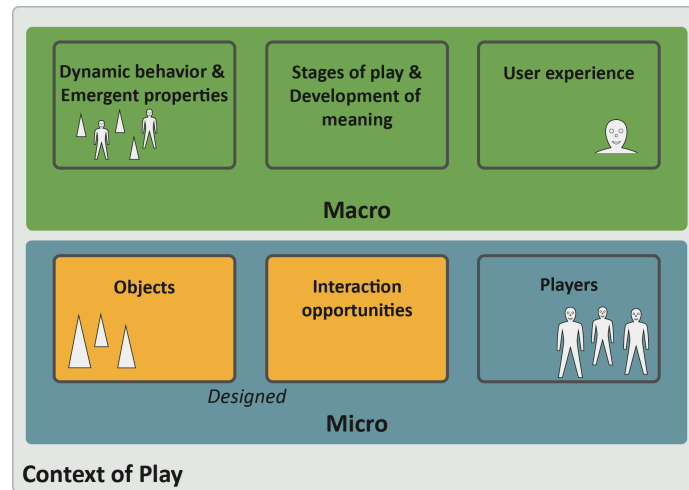 Dynamic behavior &
Emergent properties
Stages of play &
Development of
meaning
User experience
Macro
Objects
Interaction
opportunities
Players
Designed
Micro
Context of Play